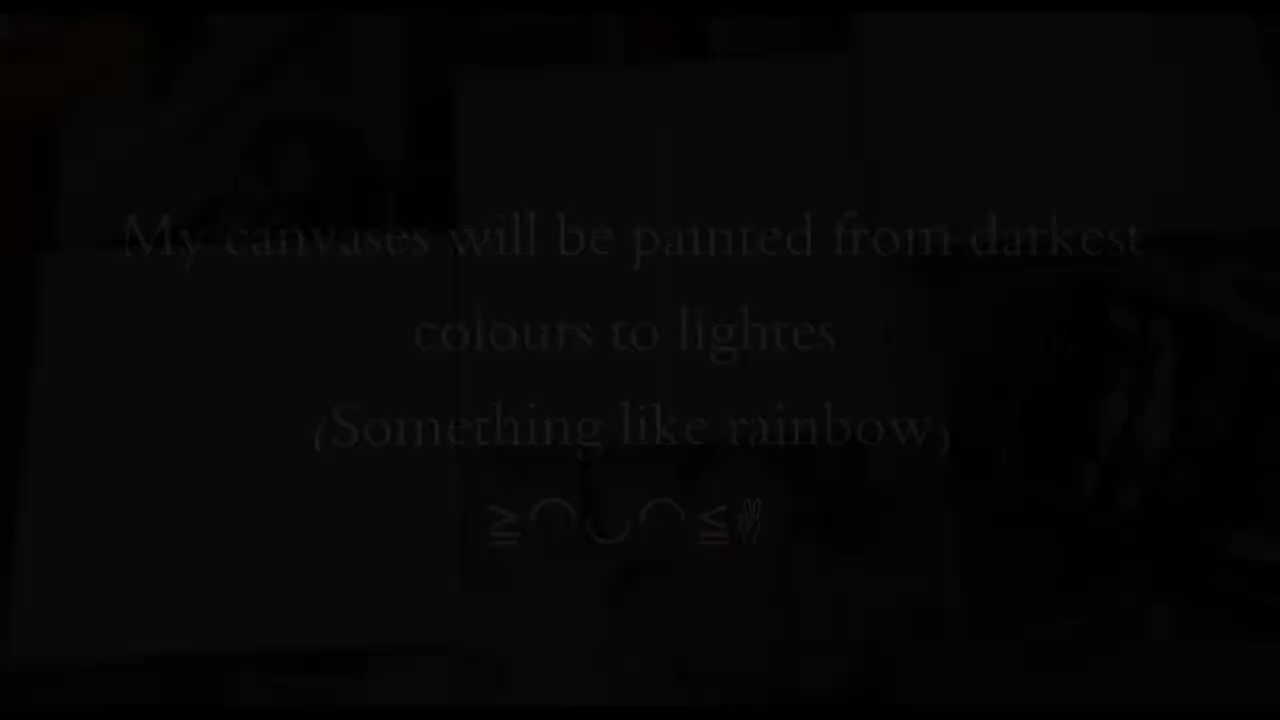 My canvases will be painted from darkest
colours to lightes
(Something like rainbow)
≧◠◡◠≦✌